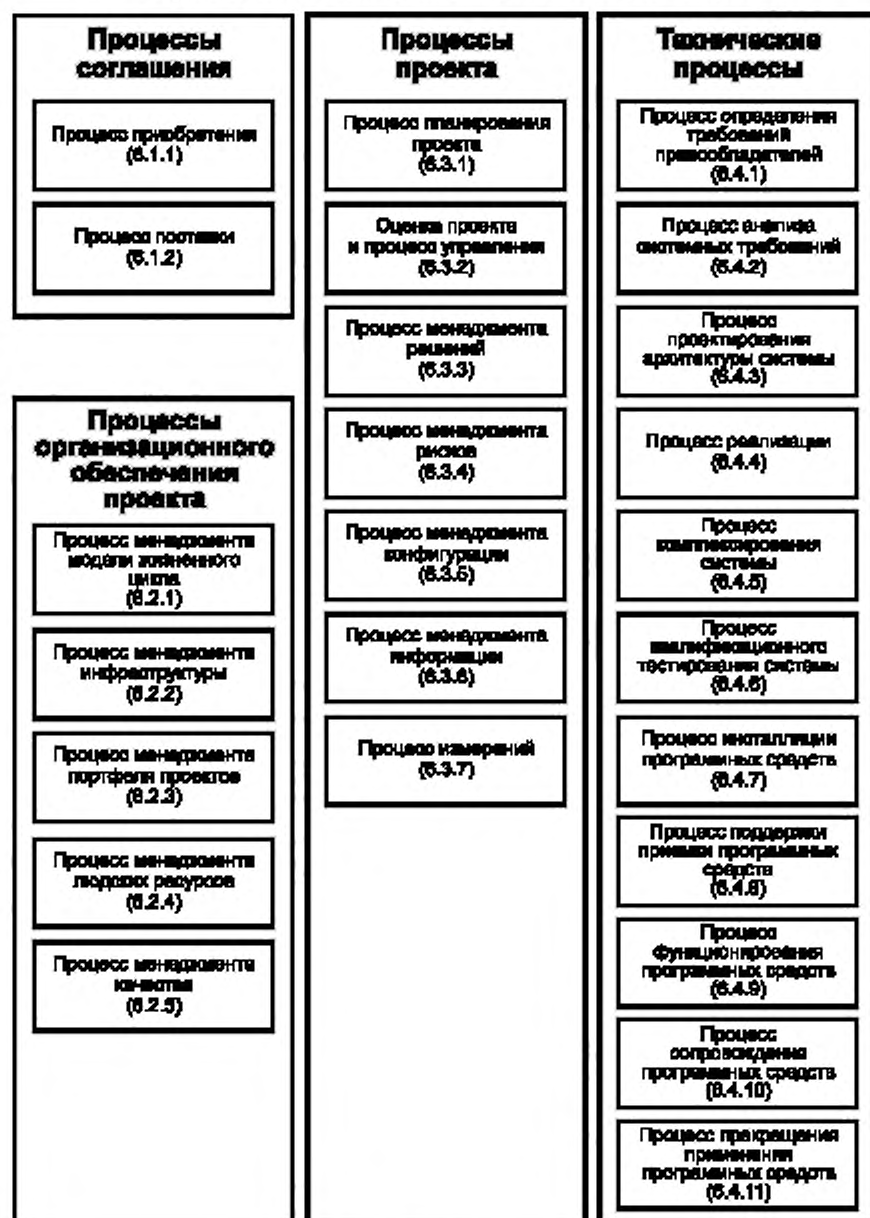 Процессы
соглашения
Процесс приобретения
(6.1.1)
Процесс поставки
(6.1.2)
Процессы
организационного
обеспечения
проекта
Процесс менеджмента
модели жизненного
цикла
(6.2.1)
Процесс менеджмента
инфраструктуры
(6.2.2)
Процесс менеджмента
портфеля проектов
(6.2.3)
Процесс менеджмента
людских ресурсов
(6.2.4)
Процесс менеджмента
качества
(6.2.5)
Процессы
проекта
Процесс планирования
проекта
(6.3.1)
Оценка проекта
и процесс управления
(6.3.2)
Процесс менеджмента
решений
(6.3.3)
Процесс менеджмента
рисков
(6.3.4)
Процесс менеджмента
конфигурации
(6.3.5)
Процесс менеджмента
информации
(6.3.6)
Процесс измерений
(6.3.7)
Технические
процессы
Процесс определения
требований
правообладателей
(6.4.1)
Процесс анализа
системных требований
(6.4.2)
Процесс
проектирования
архитектуры системы
(6.4.3)
Процесс реализации
(6.4.4)
Процесс
комплексирования
системы
(6.4.5)
Процесс
квалификационного
тестирования системы
(6.4.6)
Процесс инсталляции
программных средств
(6.4.7)
Процесс поддержки
приемки программных
средств
(6.4.8)
Процесс
функционирования
программных средств
(6.4.9)
Процесс
сопровождения
программных средств
(6.4.10)
Процесс прекращения
применения
программных средств
(6.4.11)